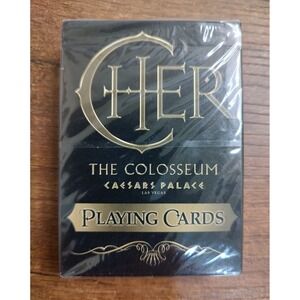 CHER
THE COLOSSEUM
CAESARS PALACE
LAS VEGAS
PLAYING CARDS